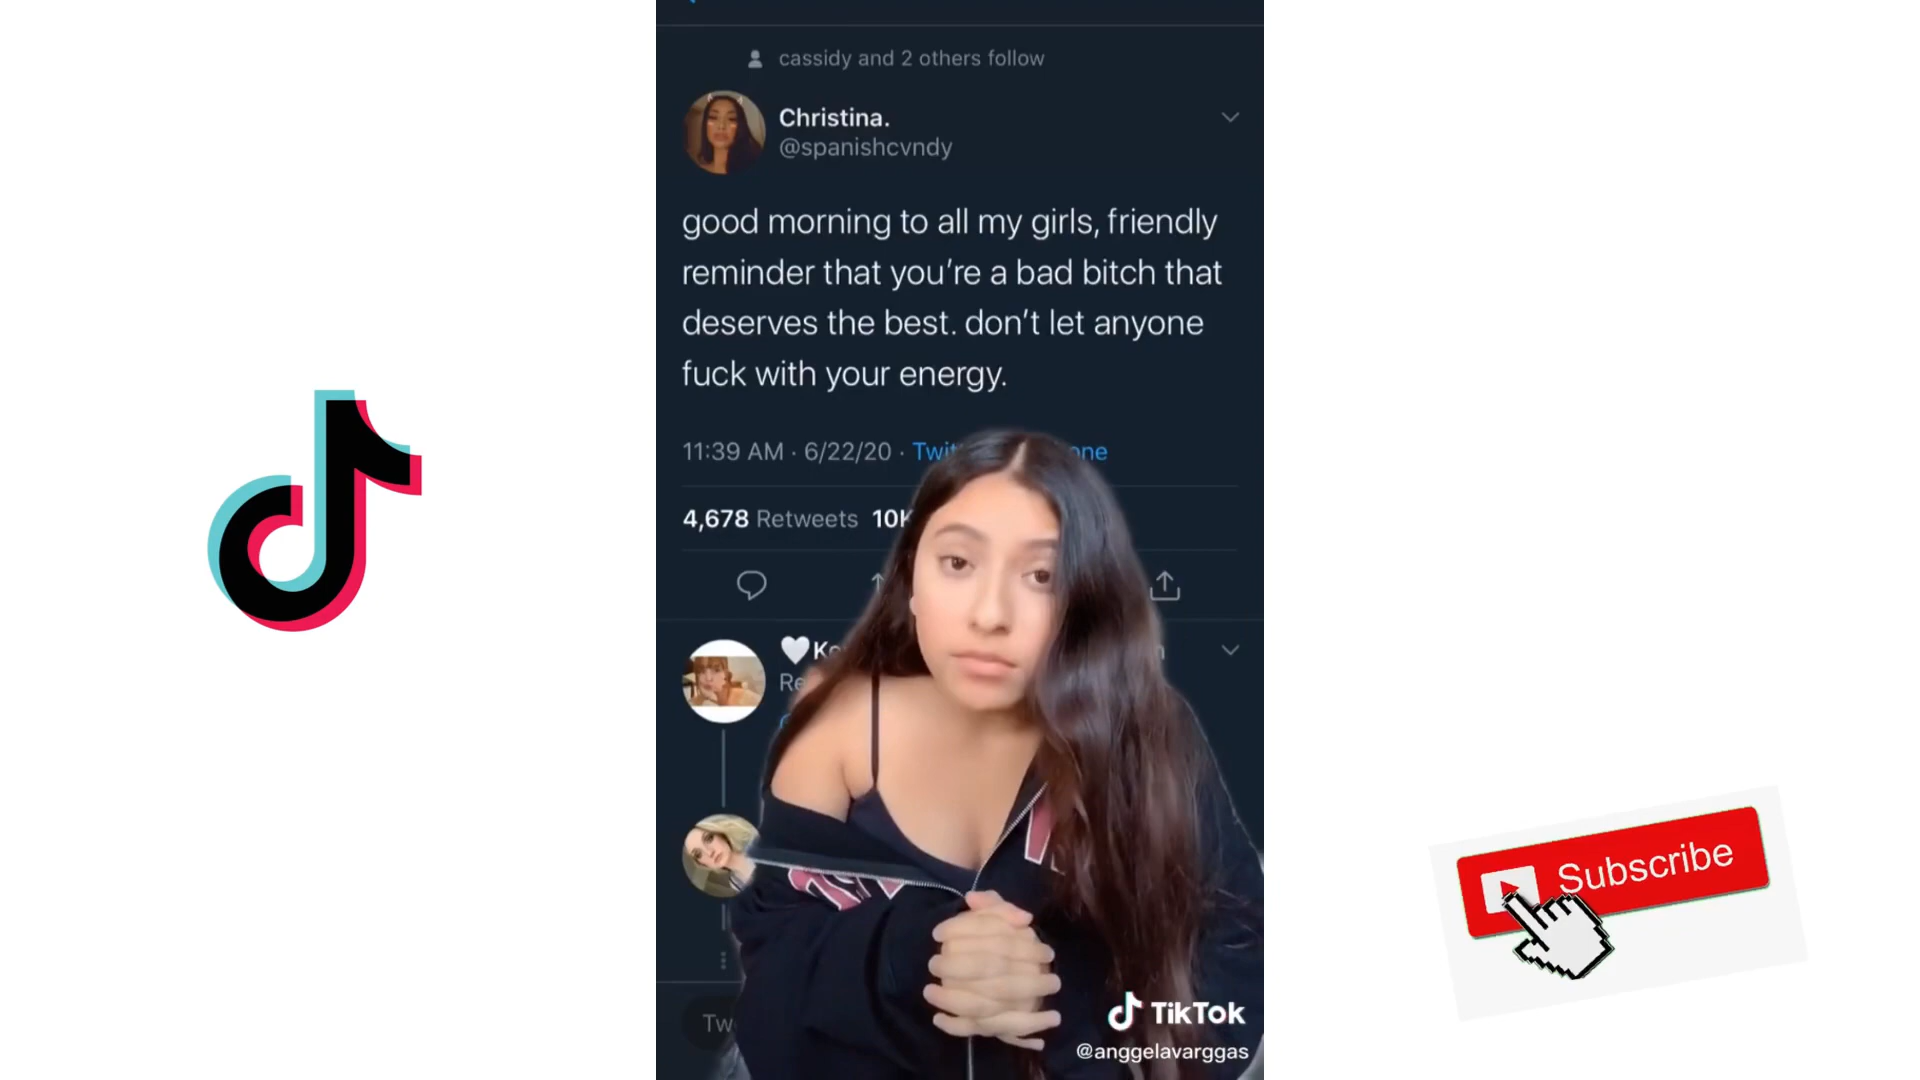 cassidy and 2 others follow
Christina.
@spanishcvndy
good morning to all my girls, friendly
reminder that you’re a bad bitch that
deserves the best. don’t let anyone
fuck with your energy.
11:39 AM · 6/22/20 ·
4,678 Retweets 10K
Subscribe
TikTok
@anggelavarggas